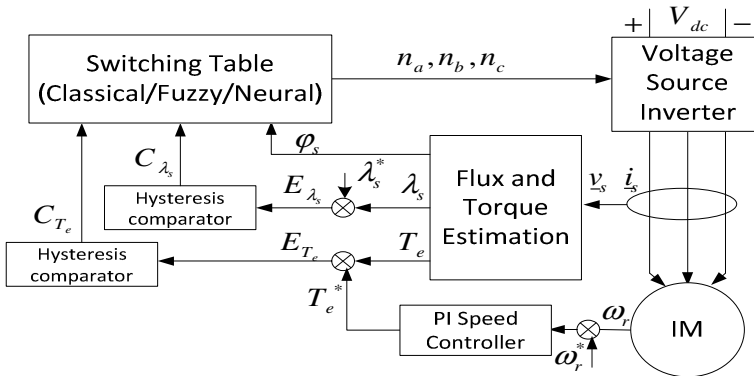 + V_dc −
Switching Table
(Classical/Fuzzy/Neural)
n_a, n_b, n_c
Voltage
Source
Inverter
φ_s
C_λs
λ_s*
E_λs
λ_s
Flux and
Torque
Estimation
v_s i_s
Hysteresis
comparator
C_Te
Hysteresis
comparator
E_Te
T_e
T_e*
PI Speed
Controller
ω_r
ω_r*
IM